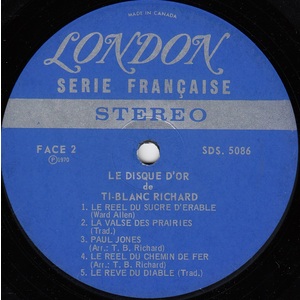 MADE IN CANADA
LONDON
SERIE FRANÇAISE
STEREO
FACE 2
SDS. 5086
Ⓟ1970
LE DISQUE D'OR
de
TI-BLANC RICHARD
1. LE REEL DU SUCRE D'ERABLE
(Ward Allen)
2. LA VALSE DES PRAIRIES
(Trad.)
3. PAUL JONES
(Arr.: T. B. Richard)
4. LE REEL DU CHEMIN DE FER
(Arr.: T. B. Richard)
5. LE REVE DU DIABLE (Trad.)